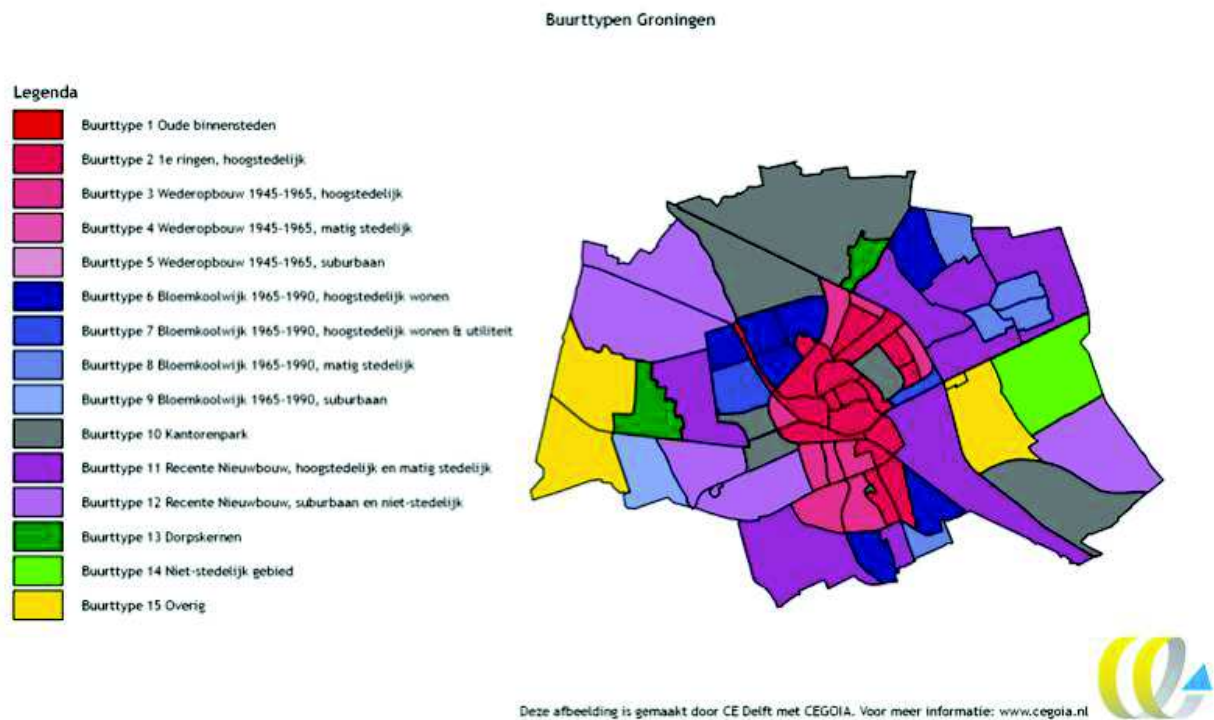 Buurttypen Groningen
Legenda
Buurttype 1 Oude binnensteden
Buurttype 2 1e ringen, hoogstedelijk
Buurttype 3 Wederopbouw 1945-1965, hoogstedelijk
Buurttype 4 Wederopbouw 1945-1965, matig stedelijk
Buurttype 5 Wederopbouw 1945-1965, suburbaan
Buurttype 6 Bloemkoolwijk 1965-1990, hoogstedelijk wonen
Buurttype 7 Bloemkoolwijk 1965-1990, hoogstedelijk wonen & utiliteit
Buurttype 8 Bloemkoolwijk 1965-1990, matig stedelijk
Buurttype 9 Bloemkoolwijk 1965-1990, suburbaan
Buurttype 10 Kantorenpark
Buurttype 11 Recente Nieuwbouw, hoogstedelijk en matig stedelijk
Buurttype 12 Recente Nieuwbouw, suburbaan en niet-stedelijk
Buurttype 13 Dorpskernen
Buurttype 14 Niet-stedelijk gebied
Buurttype 15 Overig
Deze afbeelding is gemaakt door CE Delft met CEGOIA. Voor meer informatie: www.cegoia.nl